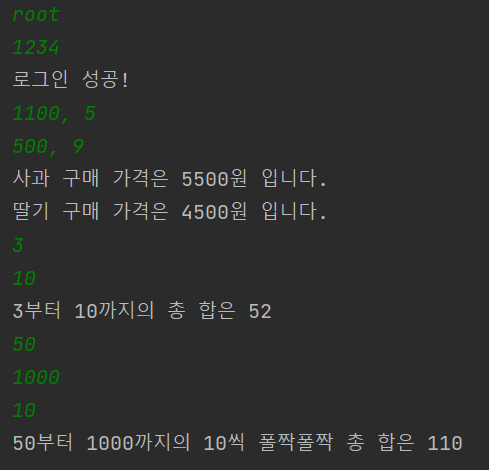 root
1234
로그인 성공!
1100, 5
500, 9
사과 구매 가격은 5500원 입니다.
딸기 구매 가격은 4500원 입니다.
3
10
3부터 10까지의 총 합은 52
50
1000
10
50부터 1000까지의 10씩 폴짝폴짝 총 합은 110